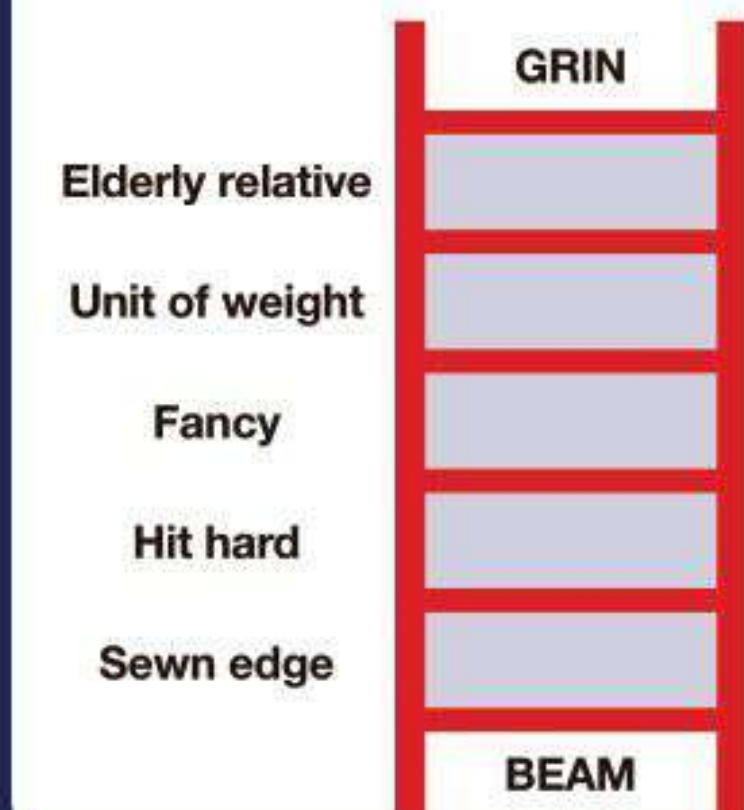 GRIN
Elderly relative
Unit of weight
Fancy
Hit hard
Sewn edge
BEAM